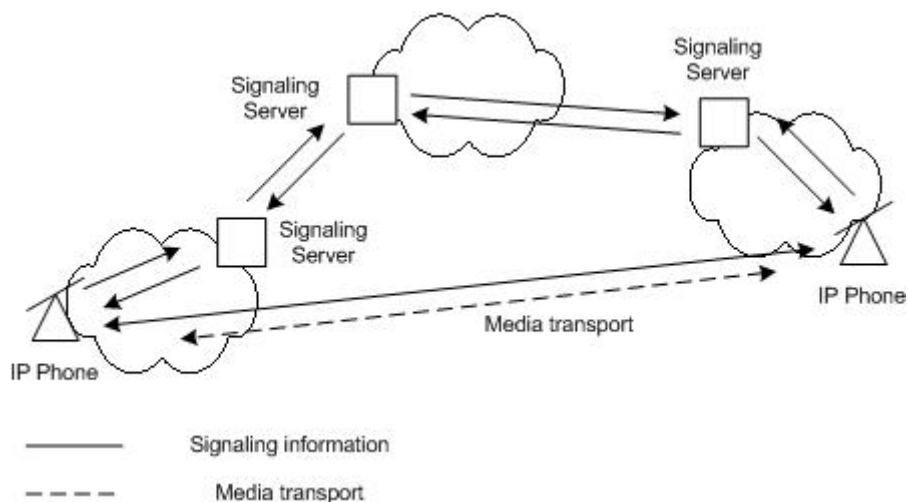 Signaling
Server
Signaling
Server
Signaling
Server
IP Phone
Media transport
IP Phone
Signaling information
Media transport